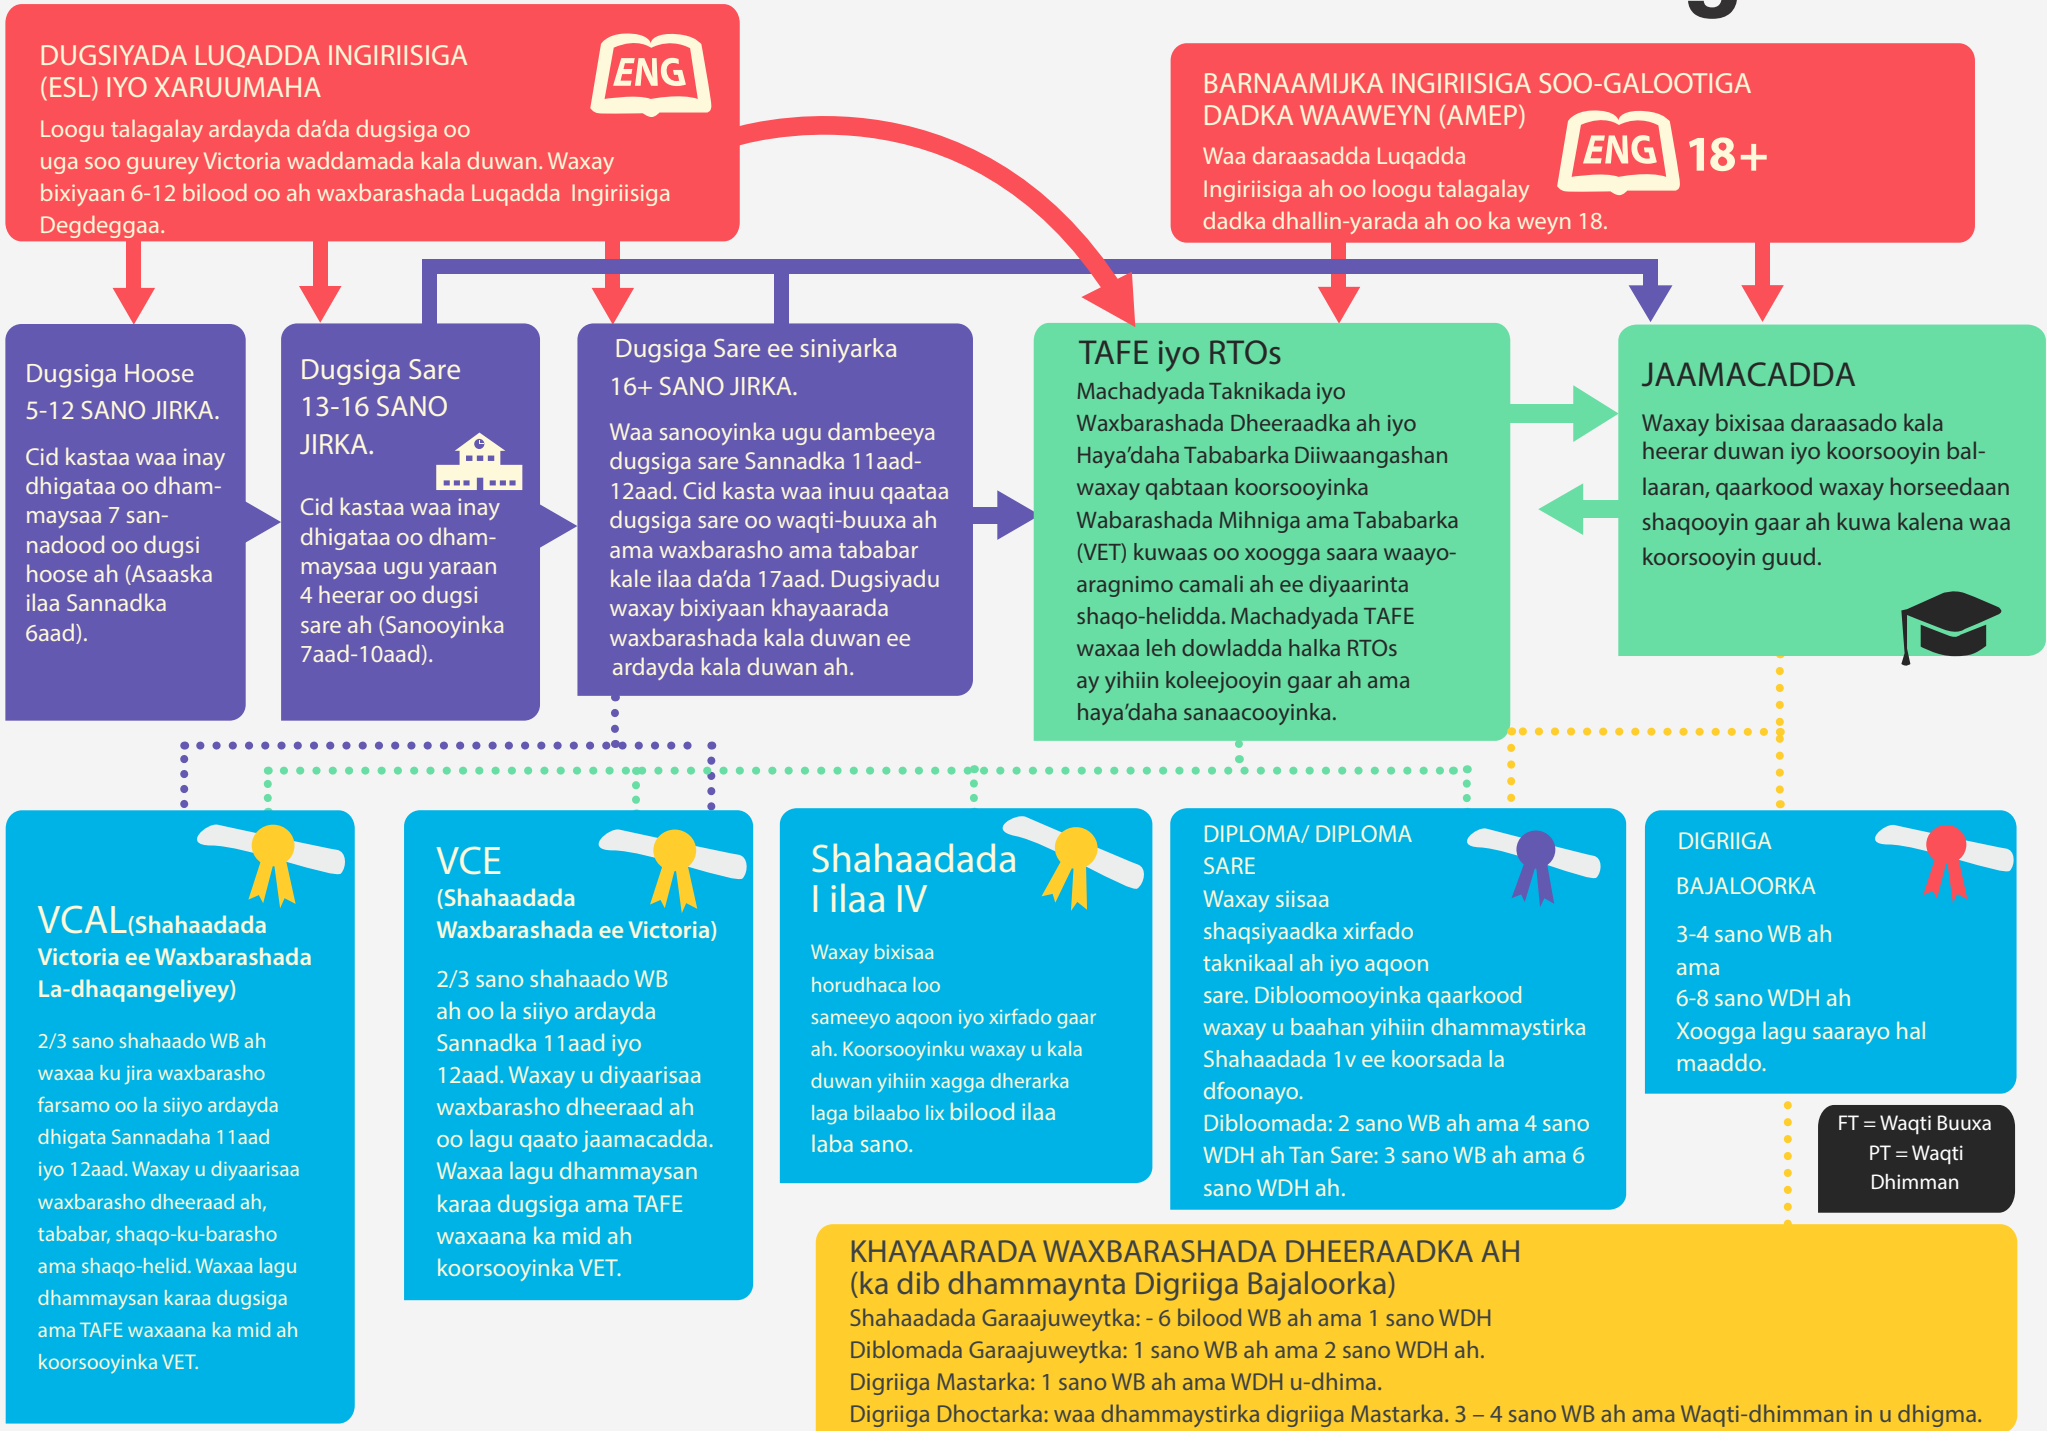 DUGSIYADA LUQADDA INGIRIISIGA
(ESL) IYO XARUUMAHA
ENG
Loogu talagalay ardayda da'da dugsiga oo
uga soo guurey Victoria waddamada kala duwan. Waxay
bixiyaan 6-12 bilood oo ah waxbarashada Luqadda Ingiriisiga
Degdeggaa.
BARNAAMIJKA INGIRIISIGA SOO-GALOOTIGA
DADKA WAAWEYN (AMEP)
ENG 18+
Waa daraasadda Luqadda
Ingiriisiga ah oo loogu talagalay
dadka dhallin-yarada ah oo ka weyn 18.
Dugsiga Hoose
5-12 SANO JIRKA.
Cid kastaa waa inay
dhigataa oo dham-
maysaa 7 san-
nadood oo dugsi
hoose ah (Asaaska
ilaa Sannadka
6aad).
Dugsiga Sare
13-16 SANO
JIRKA.
Cid kastaa waa inay
dhigataa oo dham-
maysaa ugu yaraan
4 heerar oo dugsi
sare ah (Sanooyinka
7aad-10aad).
Dugsiga Sare ee siniyarka
16+ SANO JIRKA.
Waa sanooyinka ugu dambeeya
dugsiga sare Sannadka 11aad-
12aad. Cid kasta waa inuu qaataa
dugsiga sare oo waqti-buuxa ah
ama waxbarasho ama tababar
kale ilaa da'da 17aad. Dugsiyadu
waxay bixiyaan khayaarada
waxbarashada kala duwan ee
ardayda kala duwan ah.
TAFE iyo RTOs
Machadyada Taknikada iyo
Waxbarashada Dheeraadka ah iyo
Haya'daha Tababarka Diiwaangashan
waxay qabtaan koorsooyinka
Wabarashada Mihniga ama Tababarka
(VET) kuwaas oo xoogga saara waayo-
aragnimo camali ah ee diyaarinta
shaqo-helidda. Machadyada TAFE
waxaa leh dowladda halka RTOs
ay yihiin koleejooyin gaar ah ama
haya'daha sanaacooyinka.
JAAMACADDA
Waxay bixisaa daraasado kala
heerar duwan iyo koorsooyin bal-
laaran, qaarkood waxay horseedaan
shaqooyin gaar ah kuwa kalena waa
koorsooyin guud.
VCAL(Shahaadada
Victoria ee Waxbarashada
La-dhaqangeliyey)
2/3 sano shahaado WB ah
waxaa ku jira waxbarasho
farsamo oo la siiyo ardayda
dhigata Sannadaha 11aad
iyo 12aad. Waxay u diyaarisaa
waxbarasho dheeraad ah,
tababar, shaqo-ku-barasho
ama shaqo-helid. Waxaa lagu
dhammaysan karaa dugsiga
ama TAFE waxaana ka mid ah
koorsooyinka VET.
VCE
(Shahaadada
Waxbarashada ee Victoria)
2/3 sano shahaado WB
ah oo la siiyo ardayda
Sannadka 11aad iyo
12aad. Waxay u diyaarisaa
waxbarasho dheeraad ah
oo lagu qaato jaamacadda.
Waxaa lagu dhammaysan
karaa dugsiga ama TAFE
waxaana ka mid ah
koorsooyinka VET.
Shahaadada
I ilaa IV
Waxay bixisaa
horudhaca loo
sameeyo aqoon iyo xirfado gaar
ah. Koorsooyinku waxay u kala
duwan yihiin xagga dherarka
laga bilaabo lix bilood ilaa
laba sano.
DIPLOMA/ DIPLOMA
SARE
Waxay siisaa
shaqsiyaadka xirfado
taknikaal ah iyo aqoon
sare. Dibloomooyinka qaarkood
waxay u baahan yihiin dhammaystirka
Shahaadada 1v ee koorsada la
dfoonayo.
Dibloomada: 2 sano WB ah ama 4 sano
WDH ah Tan Sare: 3 sano WB ah ama 6
sano WDH ah.
DIGRIIGA
BAJALOORKA
3-4 sano WB ah
ama
6-8 sano WDH ah
Xoogga lagu saarayo hal
maaddo.
FT = Waqti Buuxa
PT = Waqti
Dhimman
KHAYAARADA WAXBARASHADA DHEERAADKA AH
(ka dib dhammaynta Digriiga Bajaloorka)
Shahaadada Garaajuweytka: - 6 bilood WB ah ama 1 sano WDH
Diblomada Garaajuweytka: 1 sano WB ah ama 2 sano WDH ah.
Digriiga Mastarka: 1 sano WB ah ama WDH u-dhima.
Digriiga Dhoctarka: waa dhammaystirka digriiga Mastarka. 3 – 4 sano WB ah ama Waqti-dhimman in u dhigma.